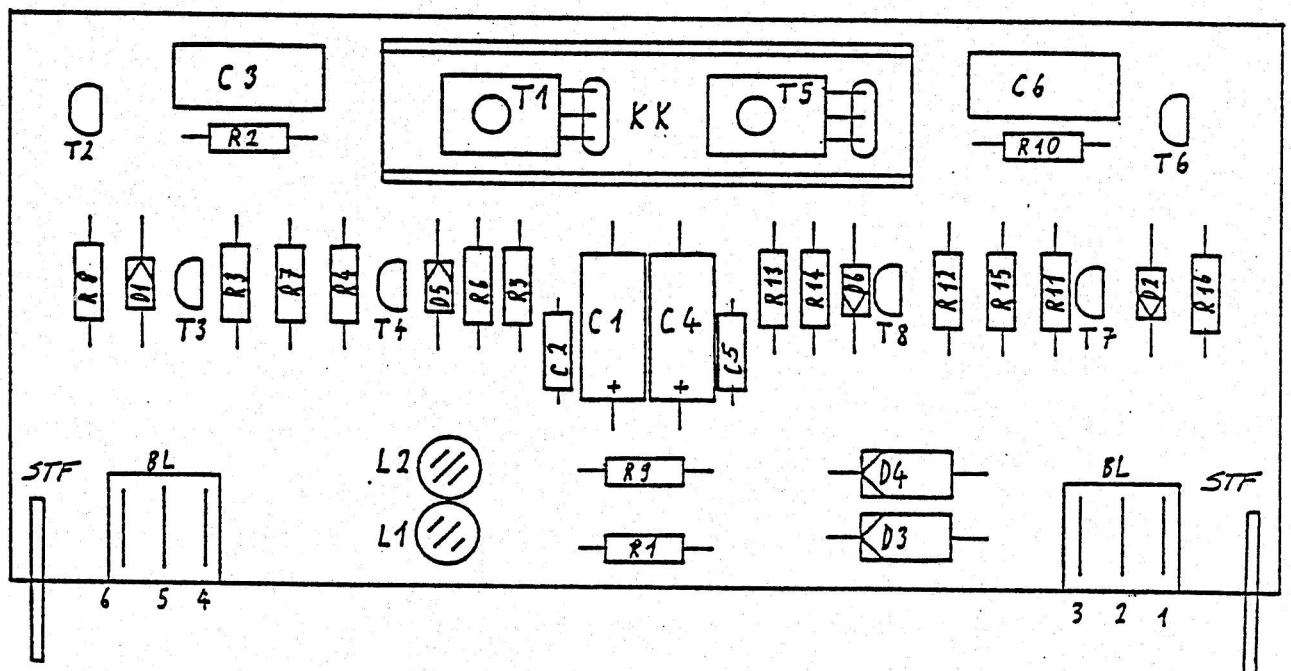 C3
T1
KK
T5
C6
T2
R2
R10
T6
R8
D1
T3
R3
R7
R4
T4
D5
R6
R5
C2
C1
+
C4
+
C5
R13
R14
D6
T8
R12
R15
R11
T7
D2
R16
STF
BL
L2
R9
D4
BL
STF
L1
R1
D3
6 5 4
3 2 1